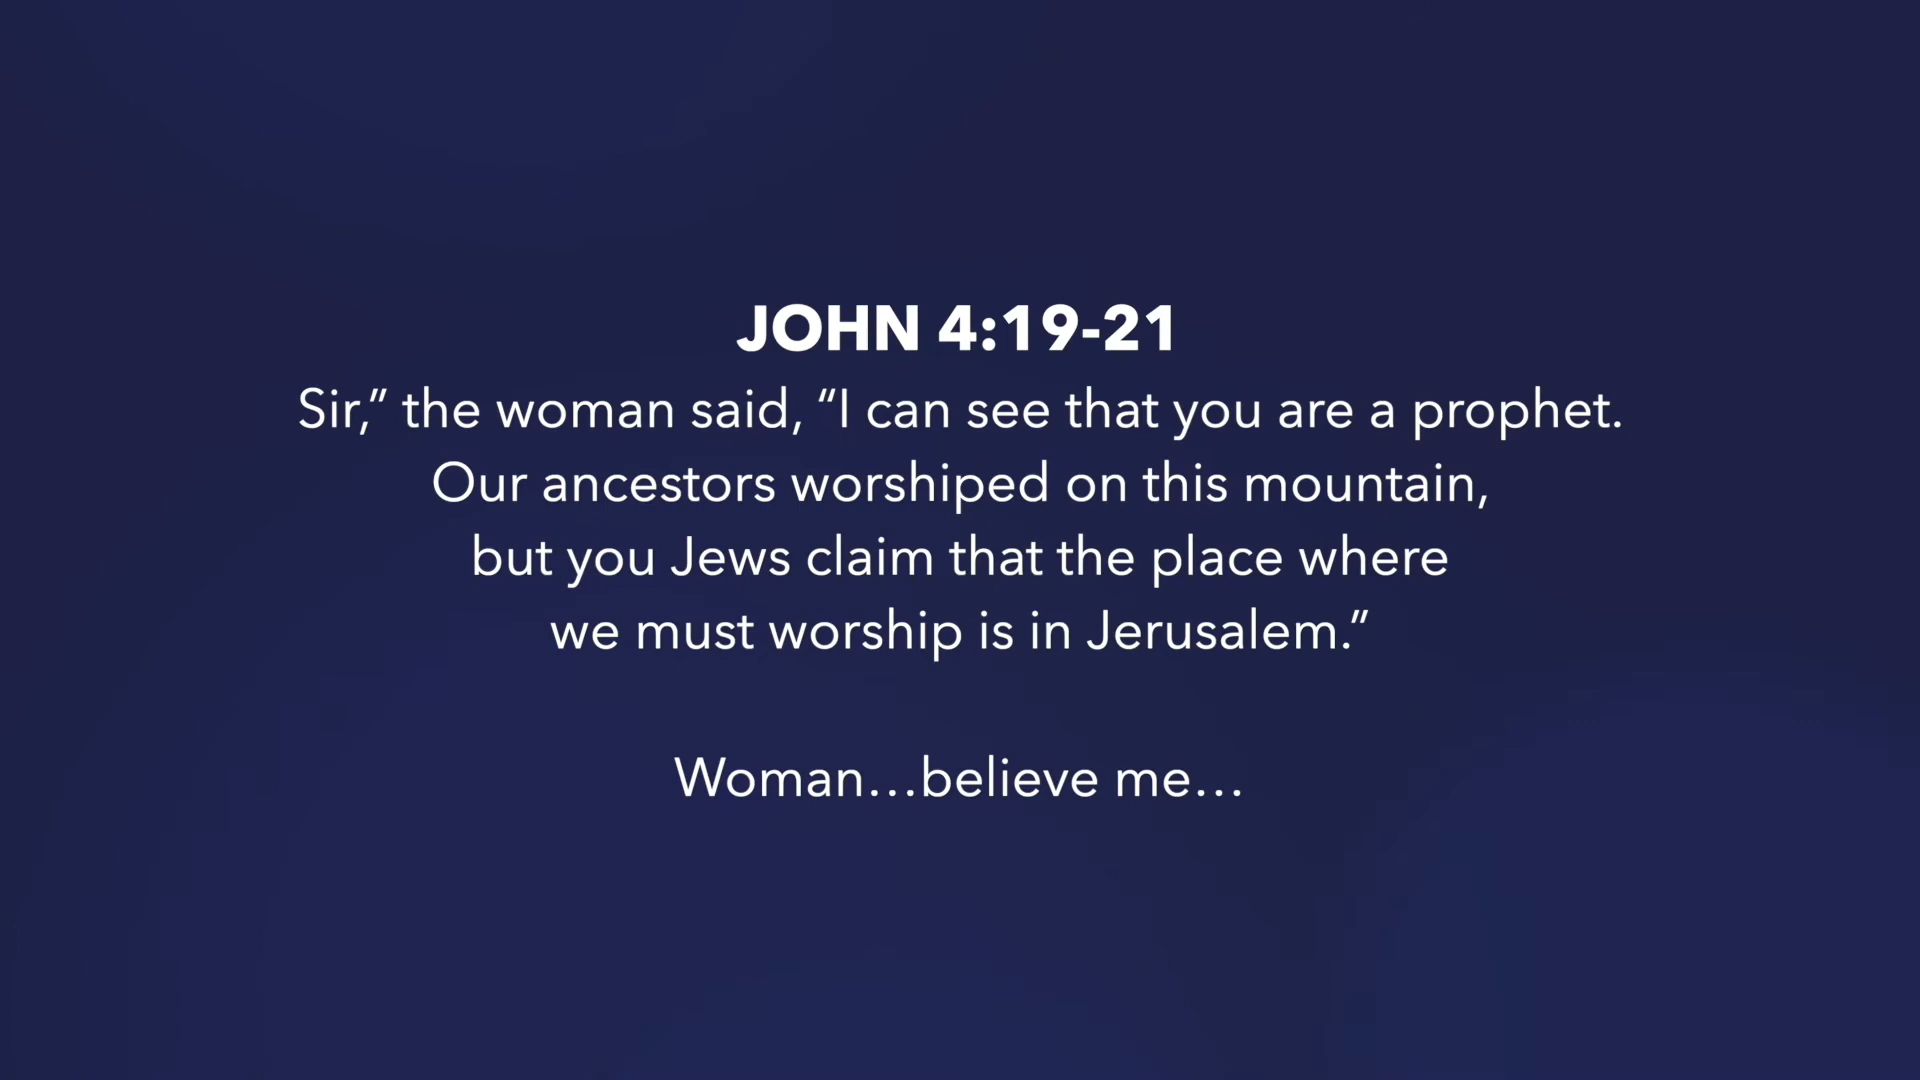 JOHN 4:19-21
Sir,” the woman said, “I can see that you are a prophet.
Our ancestors worshiped on this mountain,
but you Jews claim that the place where
we must worship is in Jerusalem.”
Woman…believe me…